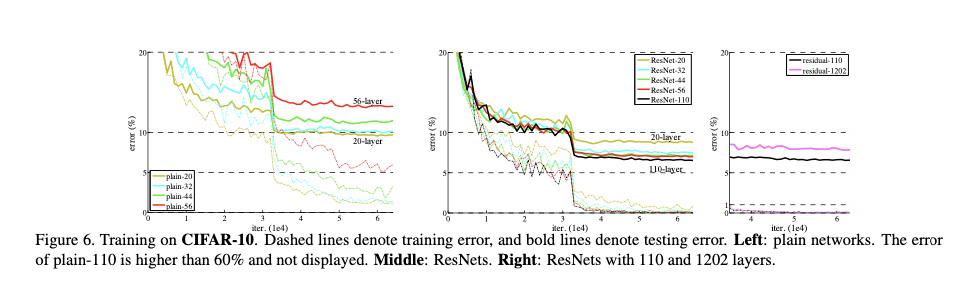 20
10
5
0
error (%)
0
1
2
3
4
5
6
iter. (1e4)
56-layer
20-layer
plain-20
plain-32
plain-44
plain-56
20
10
5
0
error (%)
0
1
2
3
4
5
6
iter. (1e4)
ResNet-20
ResNet-32
ResNet-44
ResNet-56
ResNet-110
20-layer
110-layer
20
10
5
1
0
error (%)
4
5
6
iter. (1e4)
residual-110
residual-1202
Figure 6. Training on CIFAR-10. Dashed lines denote training error, and bold lines denote testing error. Left: plain networks. The error
of plain-110 is higher than 60% and not displayed. Middle: ResNets. Right: ResNets with 110 and 1202 layers.